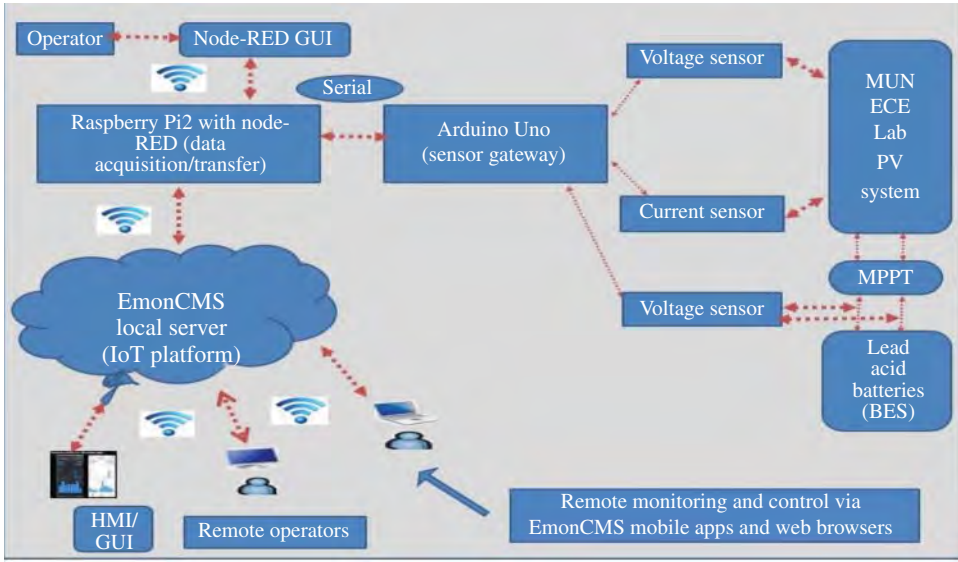 Operator
Node-RED GUI
Serial
Raspberry Pi2 with node-
RED (data
acquisition/transfer)
Arduino Uno
(sensor gateway)
Voltage sensor
Current sensor
Voltage sensor
MUN
ECE
Lab
PV
system
MPPT
Lead
acid
batteries
(BES)
EmonCMS
local server
(IoT platform)
HMI/
GUI
Remote operators
Remote monitoring and control via
EmonCMS mobile apps and web browsers